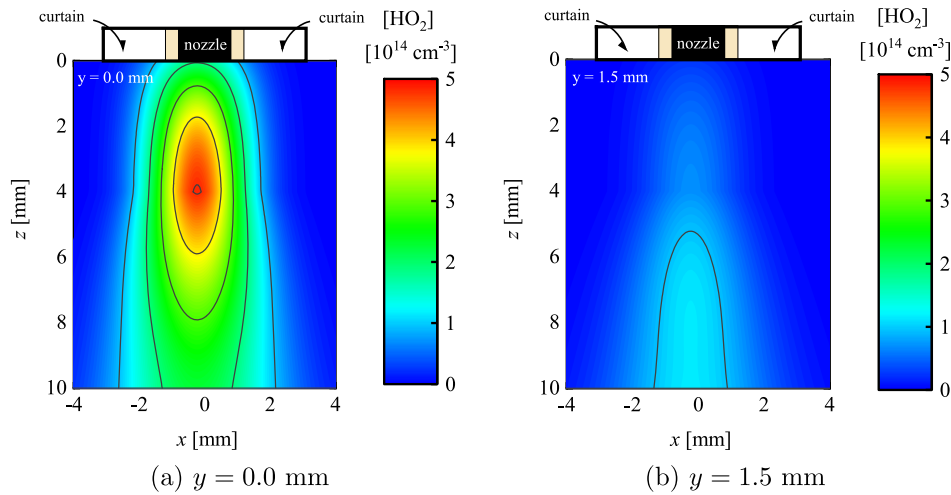 curtain
curtain
[HO2]
[10^14 cm^-3]
nozzle
y = 0.0 mm
0
2
4
6
8
10
z [mm]
-4
-2
0
2
4
x [mm]
5
4
3
2
1
0
(a) y = 0.0 mm
curtain
curtain
[HO2]
[10^14 cm^-3]
nozzle
y = 1.5 mm
0
2
4
6
8
10
z [mm]
-4
-2
0
2
4
x [mm]
5
4
3
2
1
0
(b) y = 1.5 mm